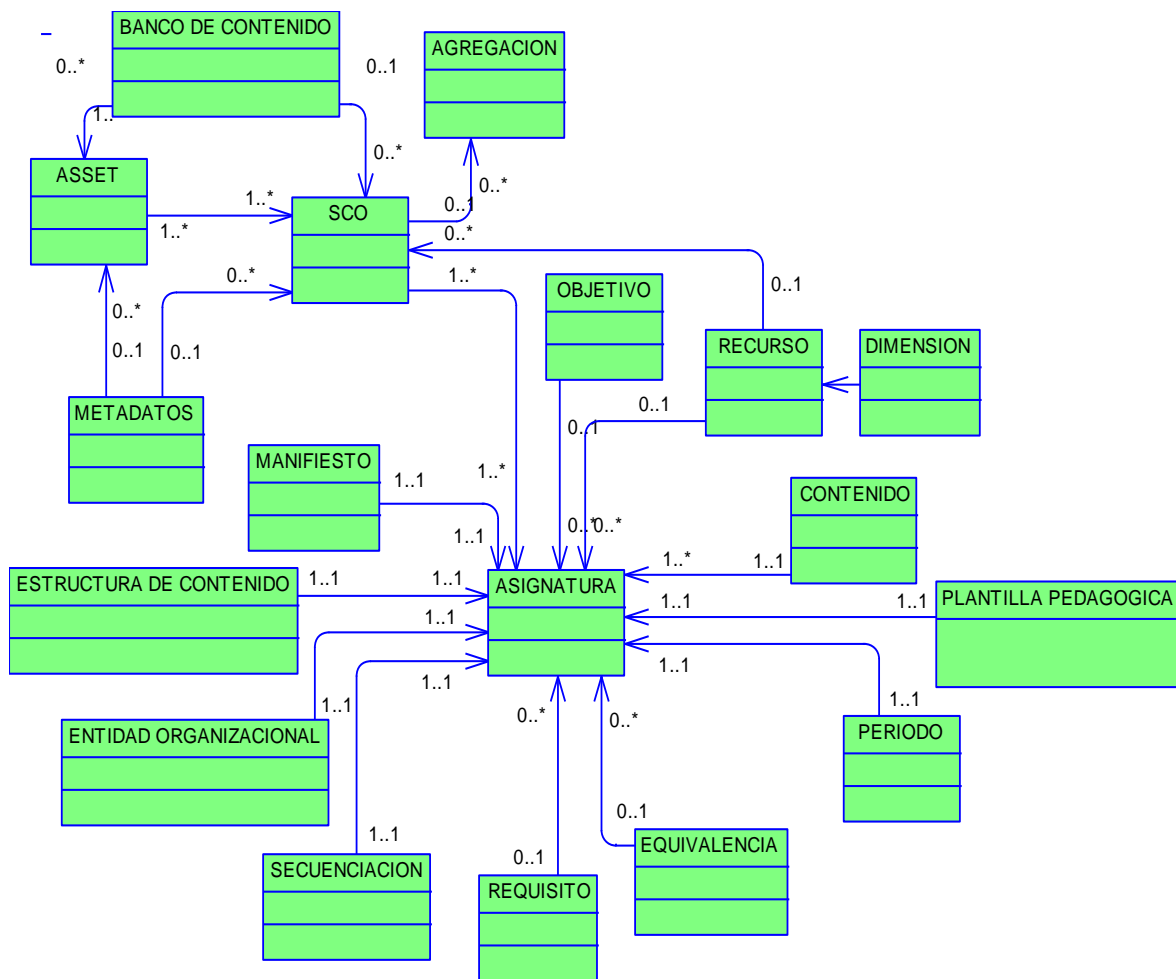 BANCO DE CONTENIDO
AGREGACION
0..*
0..1
1..
0..*
0..*
ASSET
SCO
1..*
0..1
1..*
0..*
0..*
1..*
OBJETIVO
0..1
0..*
0..1
0..1
RECURSO
DIMENSION
METADATOS
0..1
0..1
MANIFIESTO
1..1
1..*
CONTENIDO
1..1
0..*
0..*
1..*
1..1
ESTRUCTURA DE CONTENIDO
1..1
1..1
ASIGNATURA
1..1
1..1
PLANTILLA PEDAGOGICA
1..1
1..1
1..1
1..1
1..1
ENTIDAD ORGANIZACIONAL
0..*
0..*
PERIODO
1..1
0..1
EQUIVALENCIA
SECUENCIACION
0..1
REQUISITO